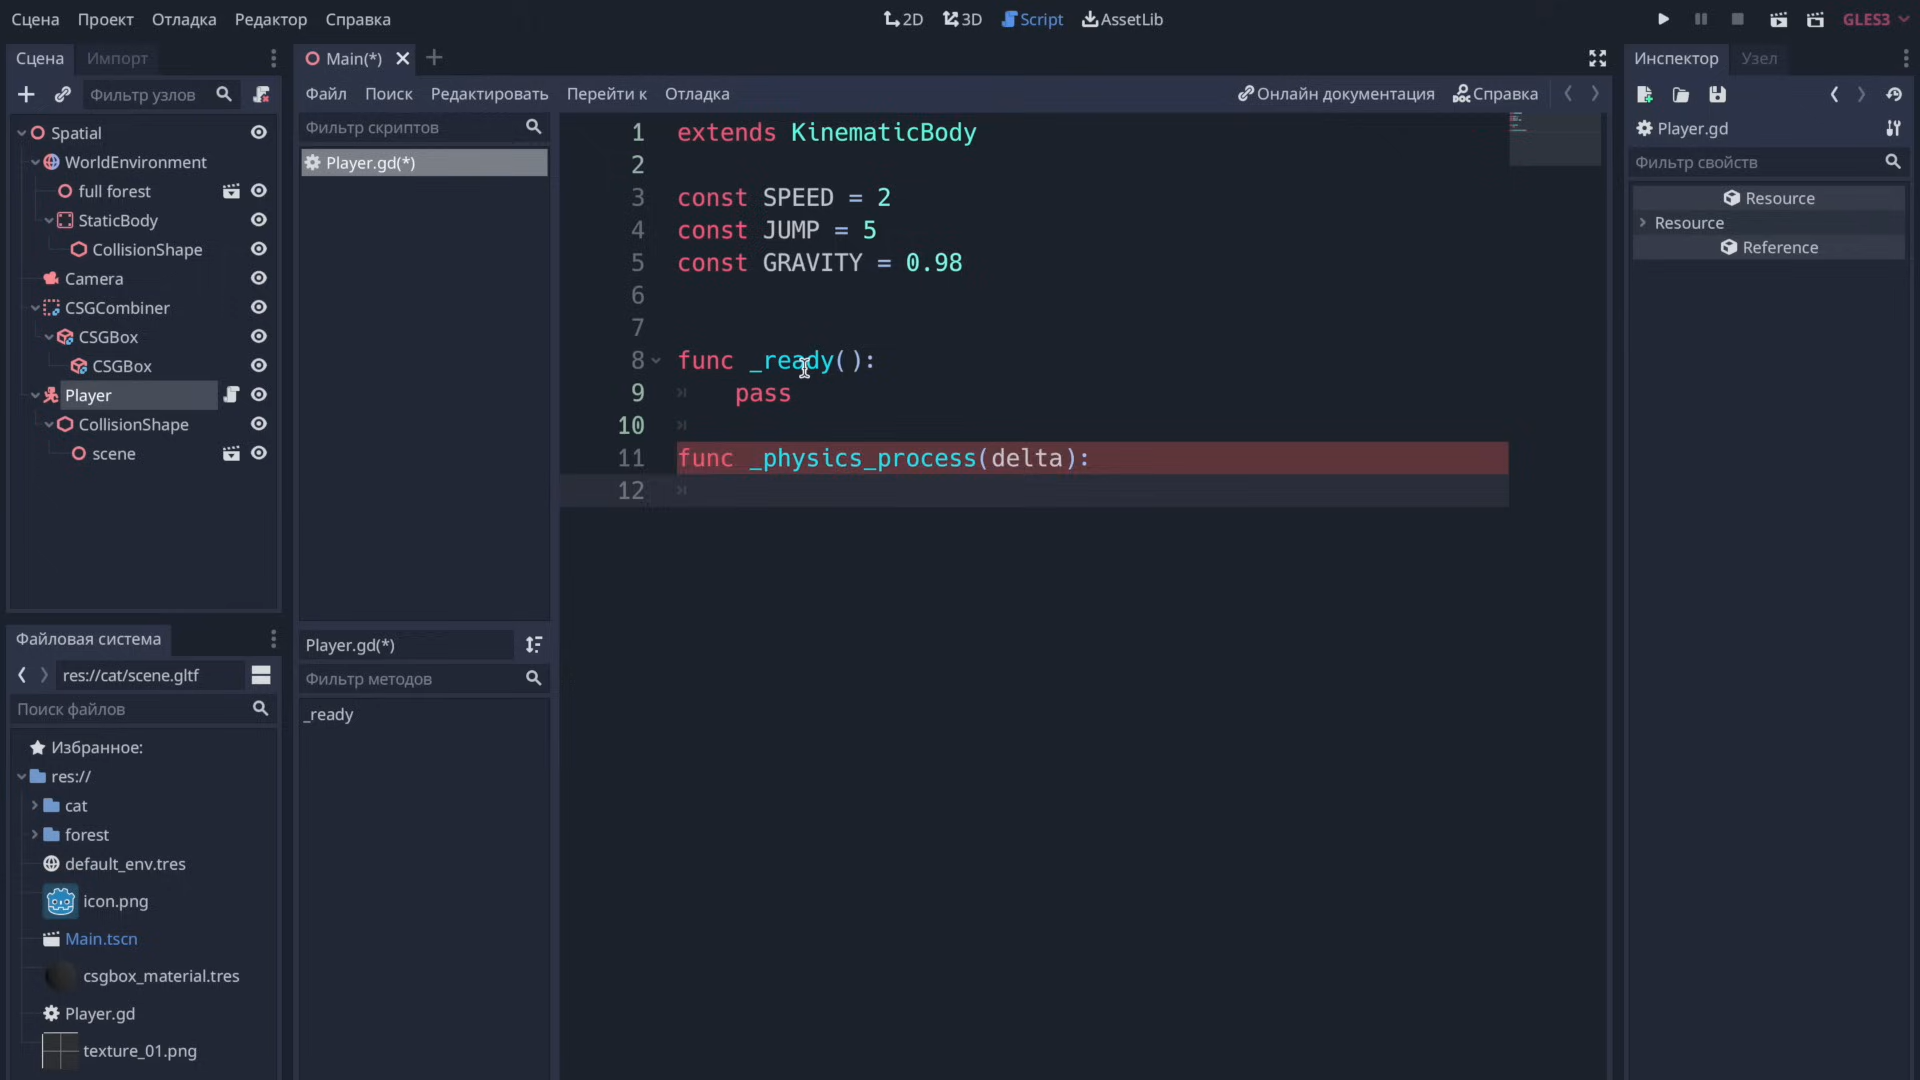 Сцена Проект Отладка Редактор Справка
2D 3D Script AssetLib
GLES3
Сцена Импорт
Фильтр узлов
Spatial
WorldEnvironment
full forest
StaticBody
CollisionShape
Camera
CSGCombiner
CSGBox
CSGBox
Player
CollisionShape
scene
Файловая система
res://cat/scene.gltf
Поиск файлов
Избранное:
res://
cat
forest
default_env.tres
icon.png
Main.tscn
csgbox_material.tres
Player.gd
texture_01.png
Main(*)
Файл Поиск Редактировать Перейти к Отладка
Онлайн документация Справка
Фильтр скриптов
Player.gd(*)
Player.gd(*)
Фильтр методов
_ready
1 extends KinematicBody
2
3 const SPEED = 2
4 const JUMP = 5
5 const GRAVITY = 0.98
6
7
8 func _ready():
9 pass
10
11 func _physics_process(delta):
12
Инспектор Узел
Player.gd
Фильтр свойств
Resource
Resource
Reference